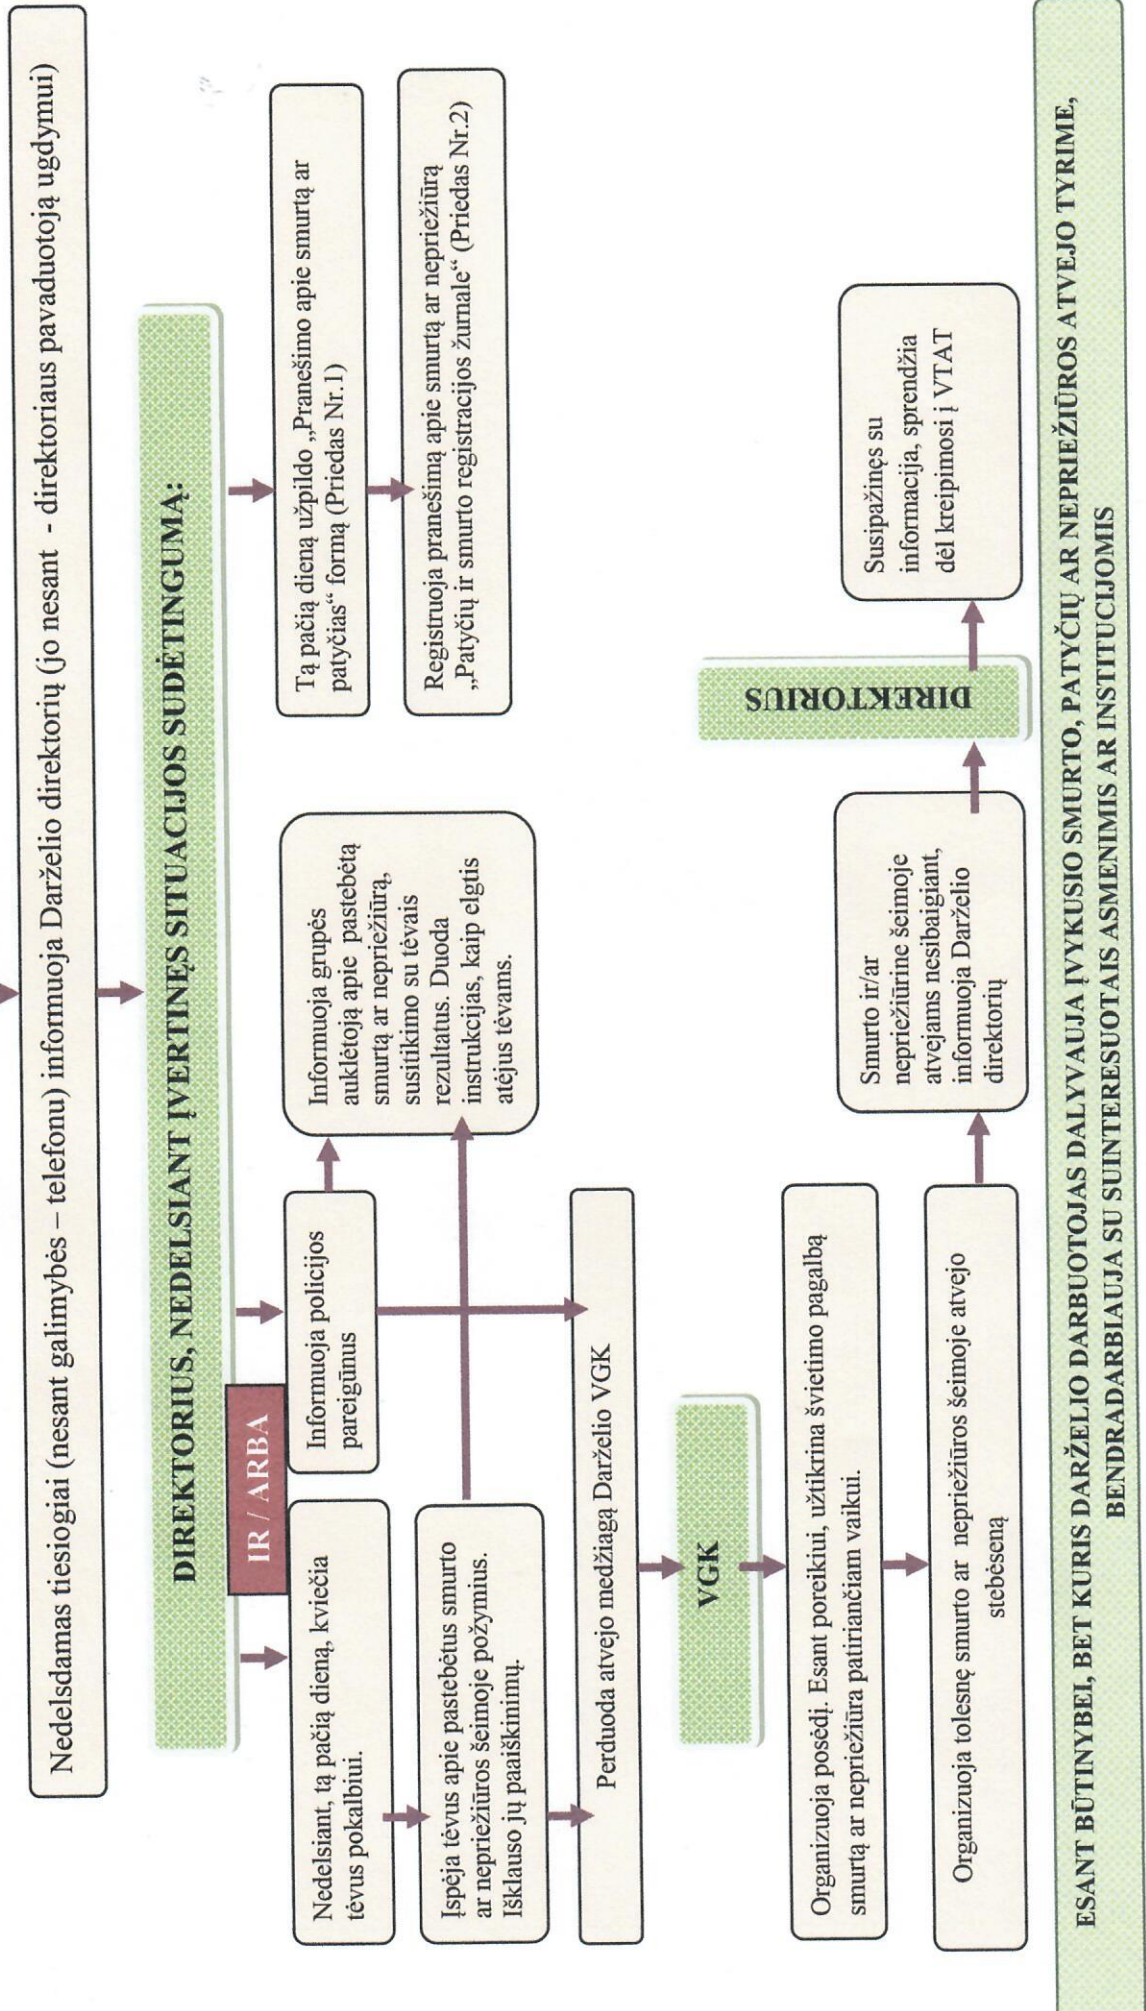 Nedelsdamas tiesiogiai (nesant galimybės – telefonu) informuoja Darželio direktorių (jo nesant - direktoriaus pavaduotoją ugdymui)
DIREKTORIUS, NEDELSIANT ĮVERTINĘS SITUACIJOS SUDĖTINGUMĄ:
IR / ARBA
Nedelsiant, tą pačią dieną, kviečia
tėvus pokalbiui.
Informuoja policijos
pareigūnus
Informuoja grupės
auklėtoją apie pastebėtą
smurtą ar nepriežiūrą,
susitikimo su tėvais
rezultatus. Duoda
instrukcijas, kaip elgtis
atėjus tėvams.
Tą pačią dieną užpildo „Pranešimo apie smurtą ar
patyčias“ formą (Priedas Nr.1)
Registruoja pranešimą apie smurtą ar nepriežiūrą
„Patyčių ir smurto registracijos žurnale“ (Priedas Nr.2)
Įspėja tėvus apie pastebėtus smurto
ar nepriežiūros šeimoje požymius.
Išklauso jų paaiškinimų.
Perduoda atvejo medžiagą Darželio VGK
VGK
Organizuoja posėdį. Esant poreikiui, užtikrina švietimo pagalbą
smurtą ar nepriežiūra patiriančiam vaikui.
Organizuoja tolesnę smurto ar nepriežiūros šeimoje atvejo
stebėseną
Smurto ir/ar
nepriežiūrine šeimoje
atvejams nesibaigiant,
informuoja Darželio
direktorių
DIREKTORIUS
Susipažinęs su
informacija, sprendžia
dėl kreipimosi į VTAT
ESANT BŪTINYBEI, BET KURIS DARŽELIO DARBUOTOJAS DALYVAUJA ĮVYKUSIO SMURTO, PATYČIŲ AR NEPRIEŽIŪROS ATVEJO TYRIME,
BENDRADARBIAUJA SU SUINTERESUOTAIS ASMENIMIS AR INSTITUCIJOMIS